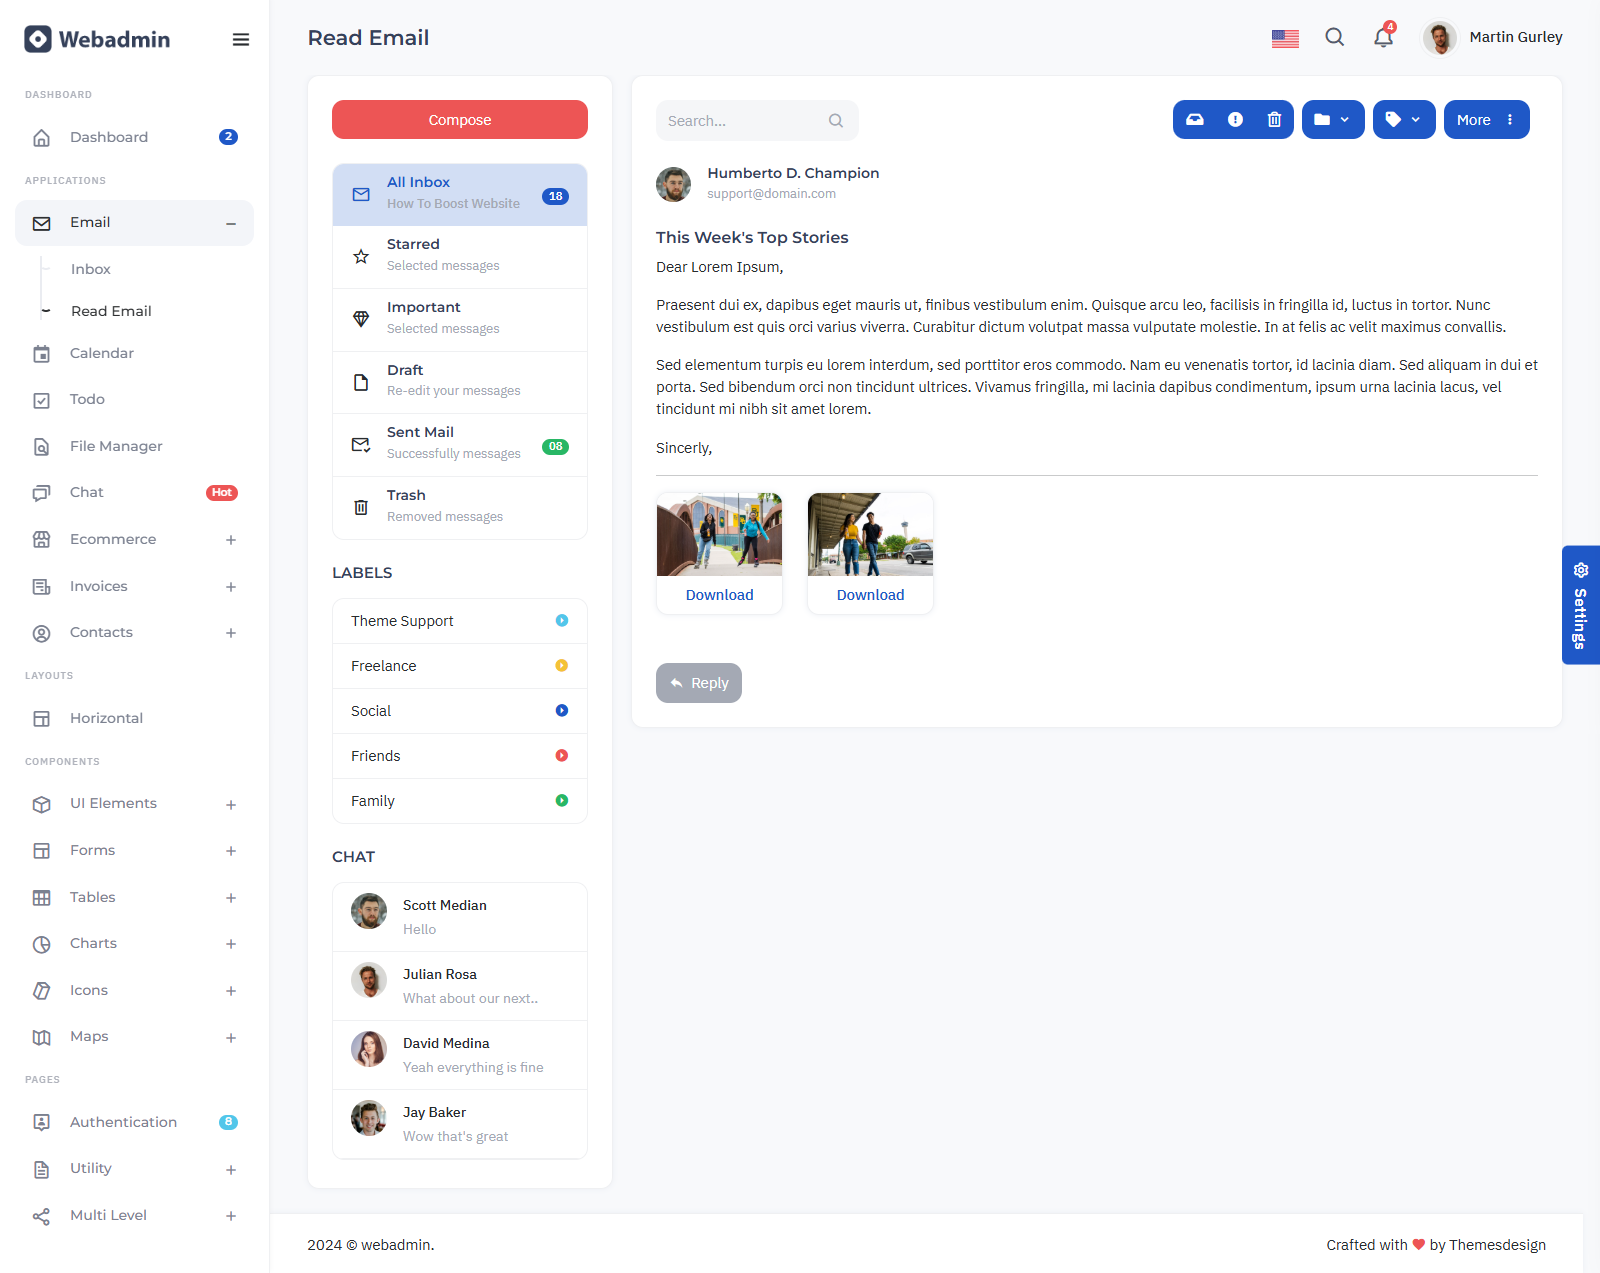 Webadmin
Read Email
4
Martin Gurley
DASHBOARD
Dashboard
2
APPLICATIONS
Email
Inbox
Read Email
Calendar
Todo
File Manager
Chat
Hot
Ecommerce
Invoices
Contacts
LAYOUTS
Horizontal
COMPONENTS
UI Elements
Forms
Tables
Charts
Icons
Maps
PAGES
Authentication
8
Utility
Multi Level
Compose
All Inbox
How To Boost Website
18
Starred
Selected messages
Important
Selected messages
Draft
Re-edit your messages
Sent Mail
Successfully messages
08
Trash
Removed messages
LABELS
Theme Support
Freelance
Social
Friends
Family
CHAT
Scott Median
Hello
Julian Rosa
What about our next..
David Medina
Yeah everything is fine
Jay Baker
Wow that's great
Search...
More
Humberto D. Champion
support@domain.com
This Week's Top Stories
Dear Lorem Ipsum,
Praesent dui ex, dapibus eget mauris ut, finibus vestibulum enim. Quisque arcu leo, facilisis in fringilla id, luctus in tortor. Nunc
vestibulum est quis orci varius viverra. Curabitur dictum volutpat massa vulputate molestie. In at felis ac velit maximus convallis.
Sed elementum turpis eu lorem interdum, sed porttitor eros commodo. Nam eu venenatis tortor, id lacinia diam. Sed aliquam in dui et
porta. Sed bibendum orci non tincidunt ultrices. Vivamus fringilla, mi lacinia dapibus condimentum, ipsum urna lacinia lacus, vel
tincidunt mi nibh sit amet lorem.
Sincerly,
Download
Download
Reply
Settings
2024 © webadmin.
Crafted with ♥ by Themesdesign